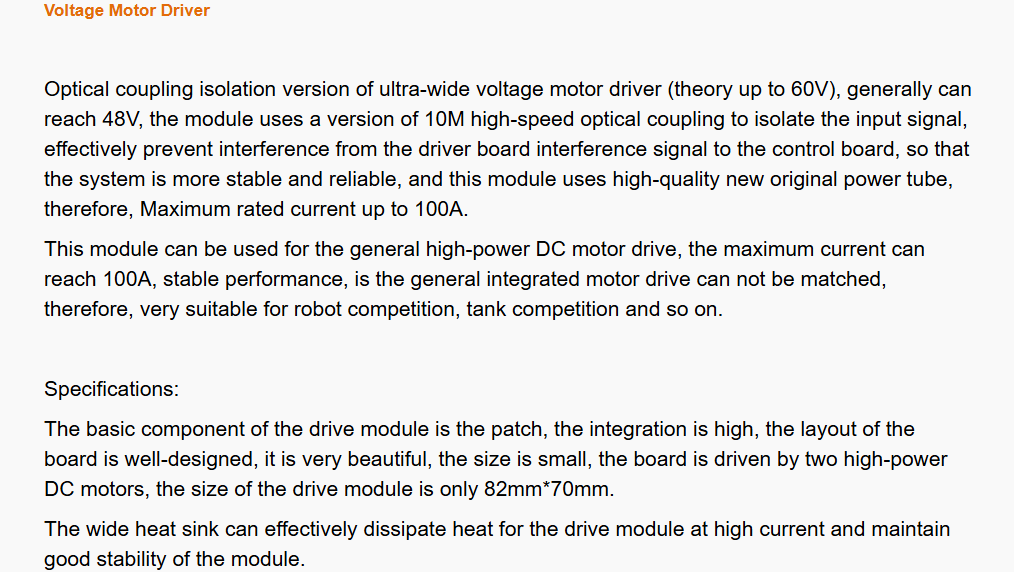 Voltage Motor Driver
Optical coupling isolation version of ultra-wide voltage motor driver (theory up to 60V), generally can
reach 48V, the module uses a version of 10M high-speed optical coupling to isolate the input signal,
effectively prevent interference from the driver board interference signal to the control board, so that
the system is more stable and reliable, and this module uses high-quality new original power tube,
therefore, Maximum rated current up to 100A.
This module can be used for the general high-power DC motor drive, the maximum current can
reach 100A, stable performance, is the general integrated motor drive can not be matched,
therefore, very suitable for robot competition, tank competition and so on.
Specifications:
The basic component of the drive module is the patch, the integration is high, the layout of the
board is well-designed, it is very beautiful, the size is small, the board is driven by two high-power
DC motors, the size of the drive module is only 82mm*70mm.
The wide heat sink can effectively dissipate heat for the drive module at high current and maintain
good stability of the module.